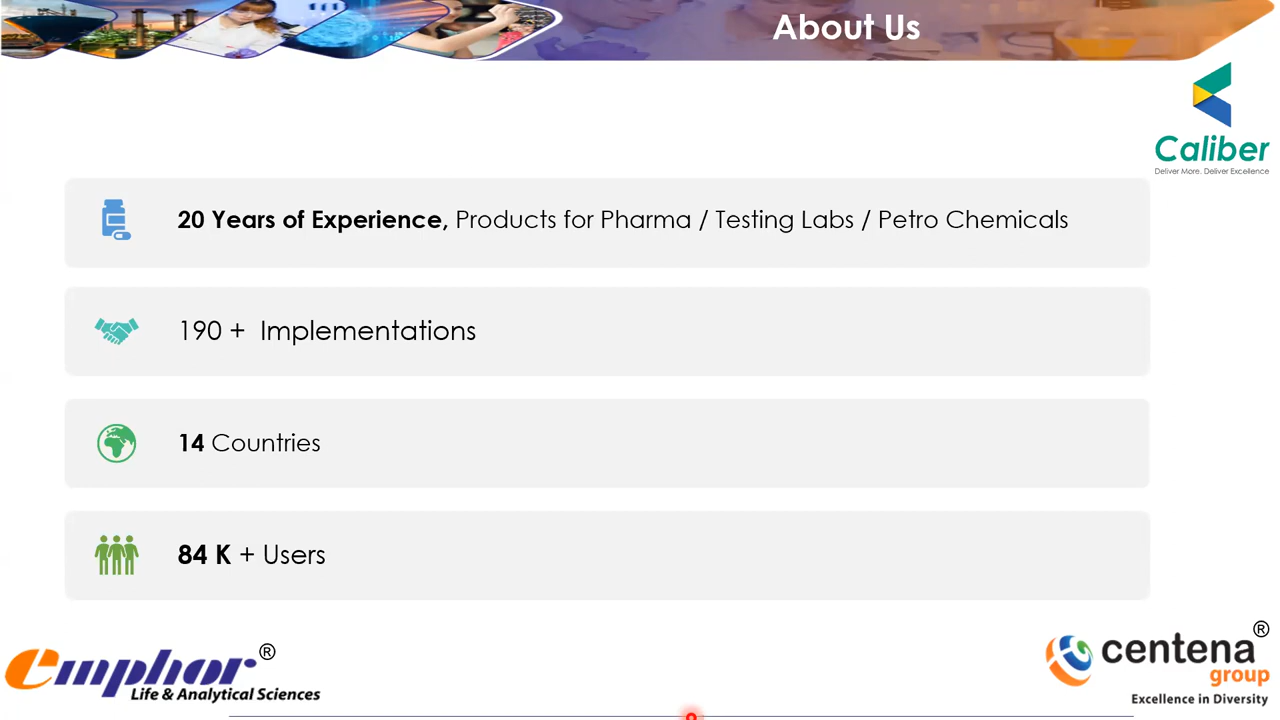 About Us
Caliber
Deliver More. Deliver Excellence
20 Years of Experience, Products for Pharma / Testing Labs / Petro Chemicals
190 + Implementations
14 Countries
84 K + Users
emphor®
Life & Analytical Sciences
centena®
group
Excellence in Diversity